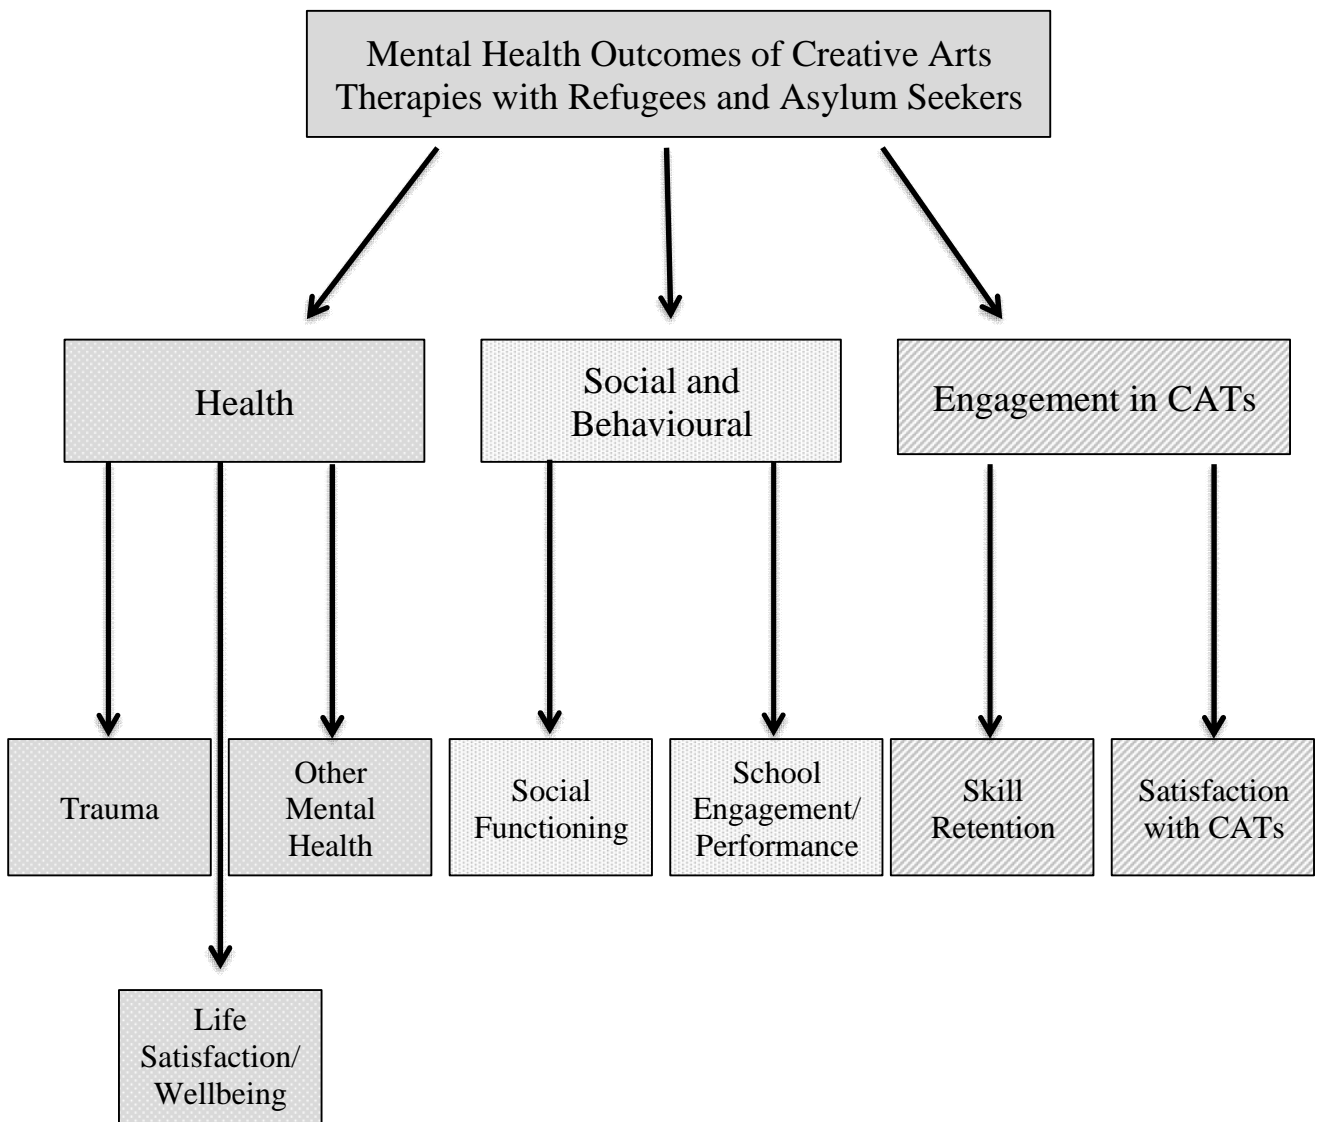 Mental Health Outcomes of Creative Arts
Therapies with Refugees and Asylum Seekers
Health
Social and
Behavioural
Engagement in CATs
Trauma
Other
Mental
Health
Social
Functioning
School
Engagement/
Performance
Skill
Retention
Satisfaction
with CATs
Life
Satisfaction/
Wellbeing